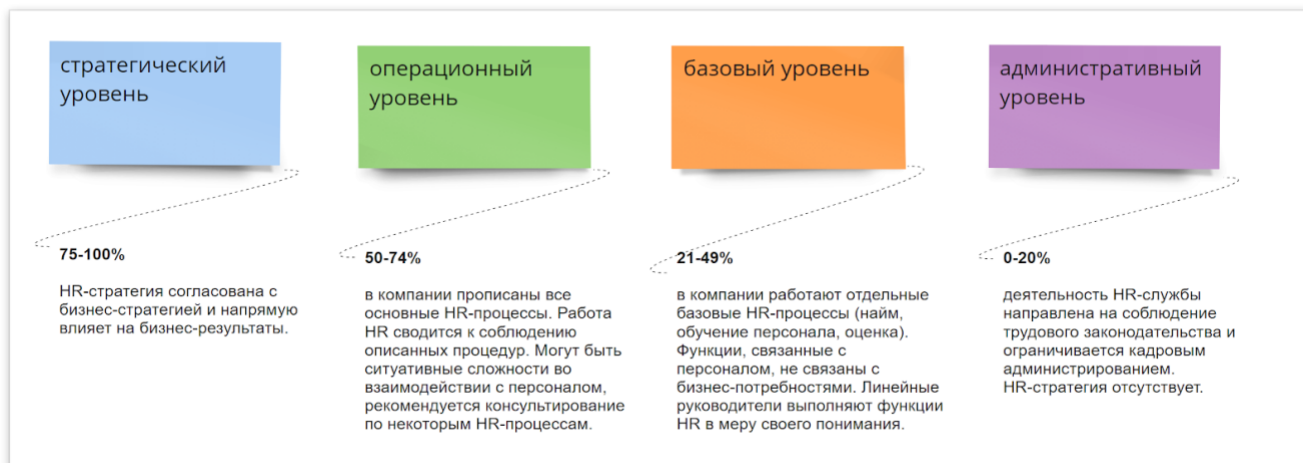 стратегический
уровень
операционный
уровень
базовый уровень
административный
уровень
75-100%
HR-стратегия согласована с
бизнес-стратегией и напрямую
влияет на бизнес-результаты.
50-74%
в компании прописаны все
основные HR-процессы. Работа
HR сводится к соблюдению
описанных процедур. Могут быть
ситуативные сложности во
взаимодействии с персоналом,
рекомендуется консультирование
по некоторым HR-процессам.
21-49%
в компании работают отдельные
базовые HR-процессы (найм,
обучение персонала, оценка).
Функции, связанные с
персоналом, не связаны с
бизнес-потребностями. Линейные
руководители выполняют функции
HR в меру своего понимания.
0-20%
деятельность HR-службы
направлена на соблюдение
трудового законодательства и
ограничивается кадровым
администрированием.
HR-стратегия отсутствует.